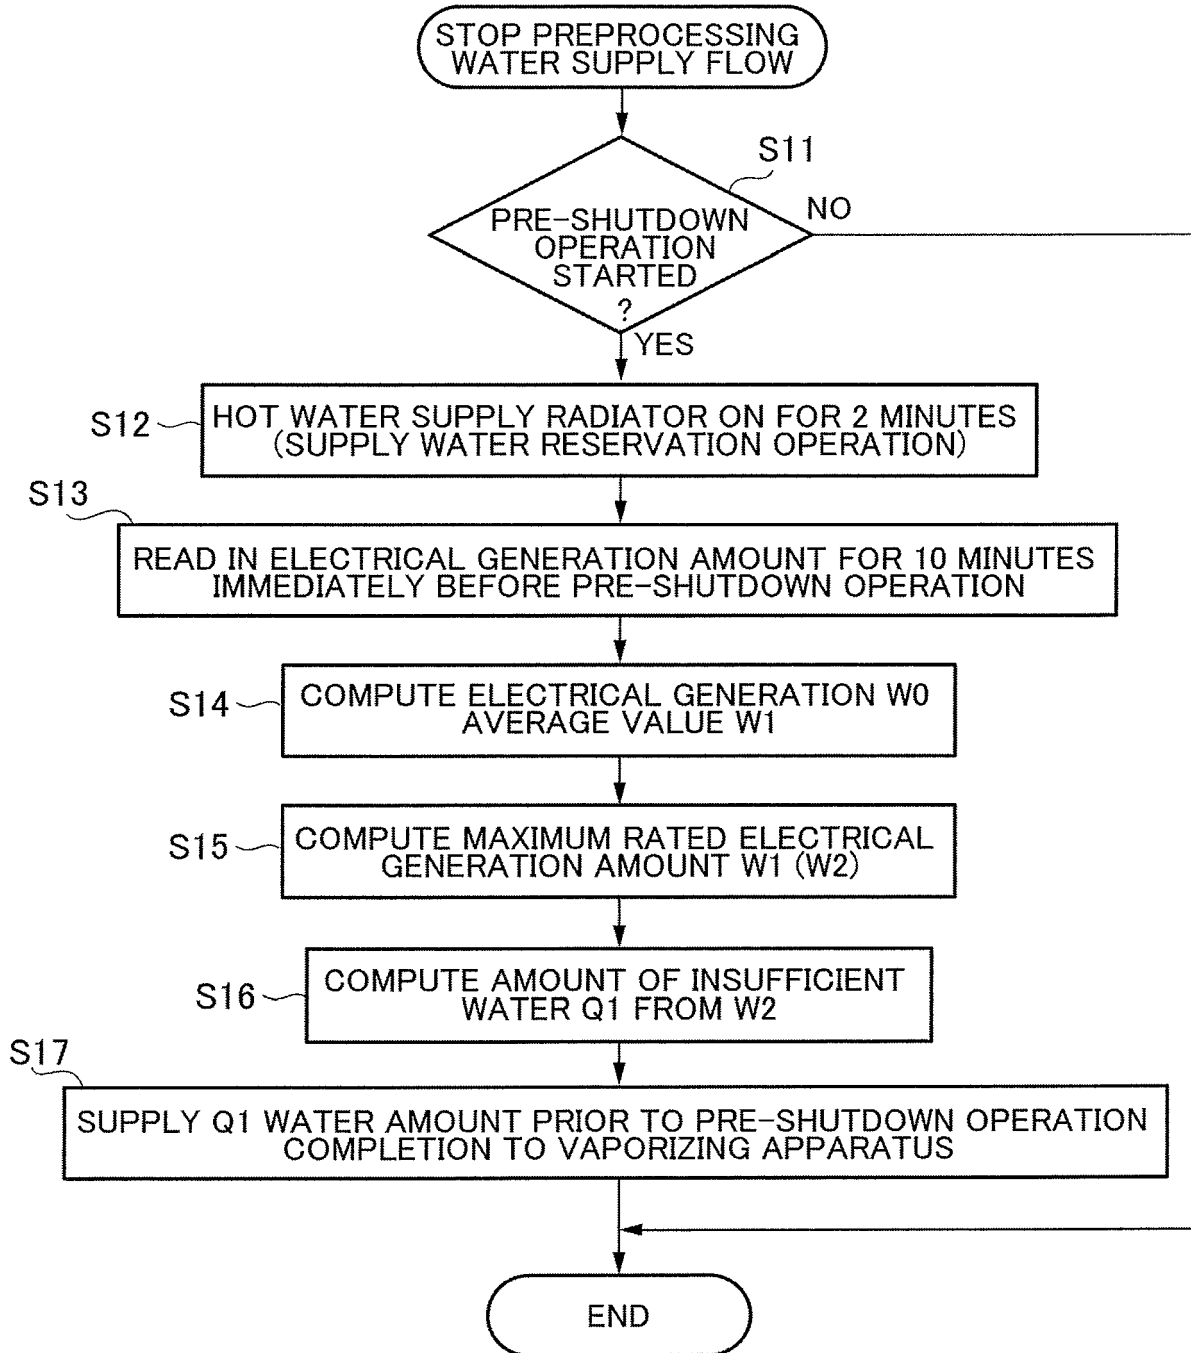 STOP PREPROCESSING
WATER SUPPLY FLOW
S11
PRE-SHUTDOWN
OPERATION
STARTED
?
NO
YES
S12
HOT WATER SUPPLY RADIATOR ON FOR 2 MINUTES
(SUPPLY WATER RESERVATION OPERATION)
S13
READ IN ELECTRICAL GENERATION AMOUNT FOR 10 MINUTES
IMMEDIATELY BEFORE PRE-SHUTDOWN OPERATION
S14
COMPUTE ELECTRICAL GENERATION W0
AVERAGE VALUE W1
S15
COMPUTE MAXIMUM RATED ELECTRICAL
GENERATION AMOUNT W1 (W2)
S16
COMPUTE AMOUNT OF INSUFFICIENT
WATER Q1 FROM W2
S17
SUPPLY Q1 WATER AMOUNT PRIOR TO PRE-SHUTDOWN OPERATION
COMPLETION TO VAPORIZING APPARATUS
END